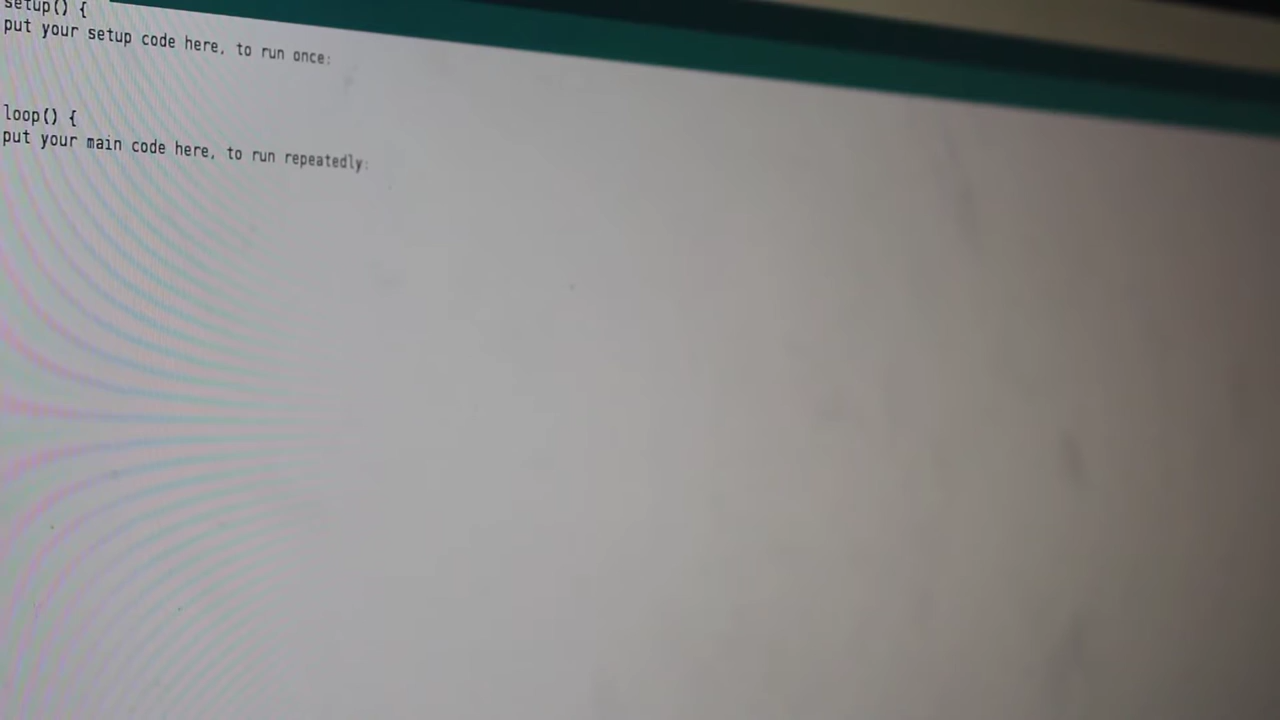 setup() {
put your setup code here, to run once:
loop() {
put your main code here, to run repeatedly: